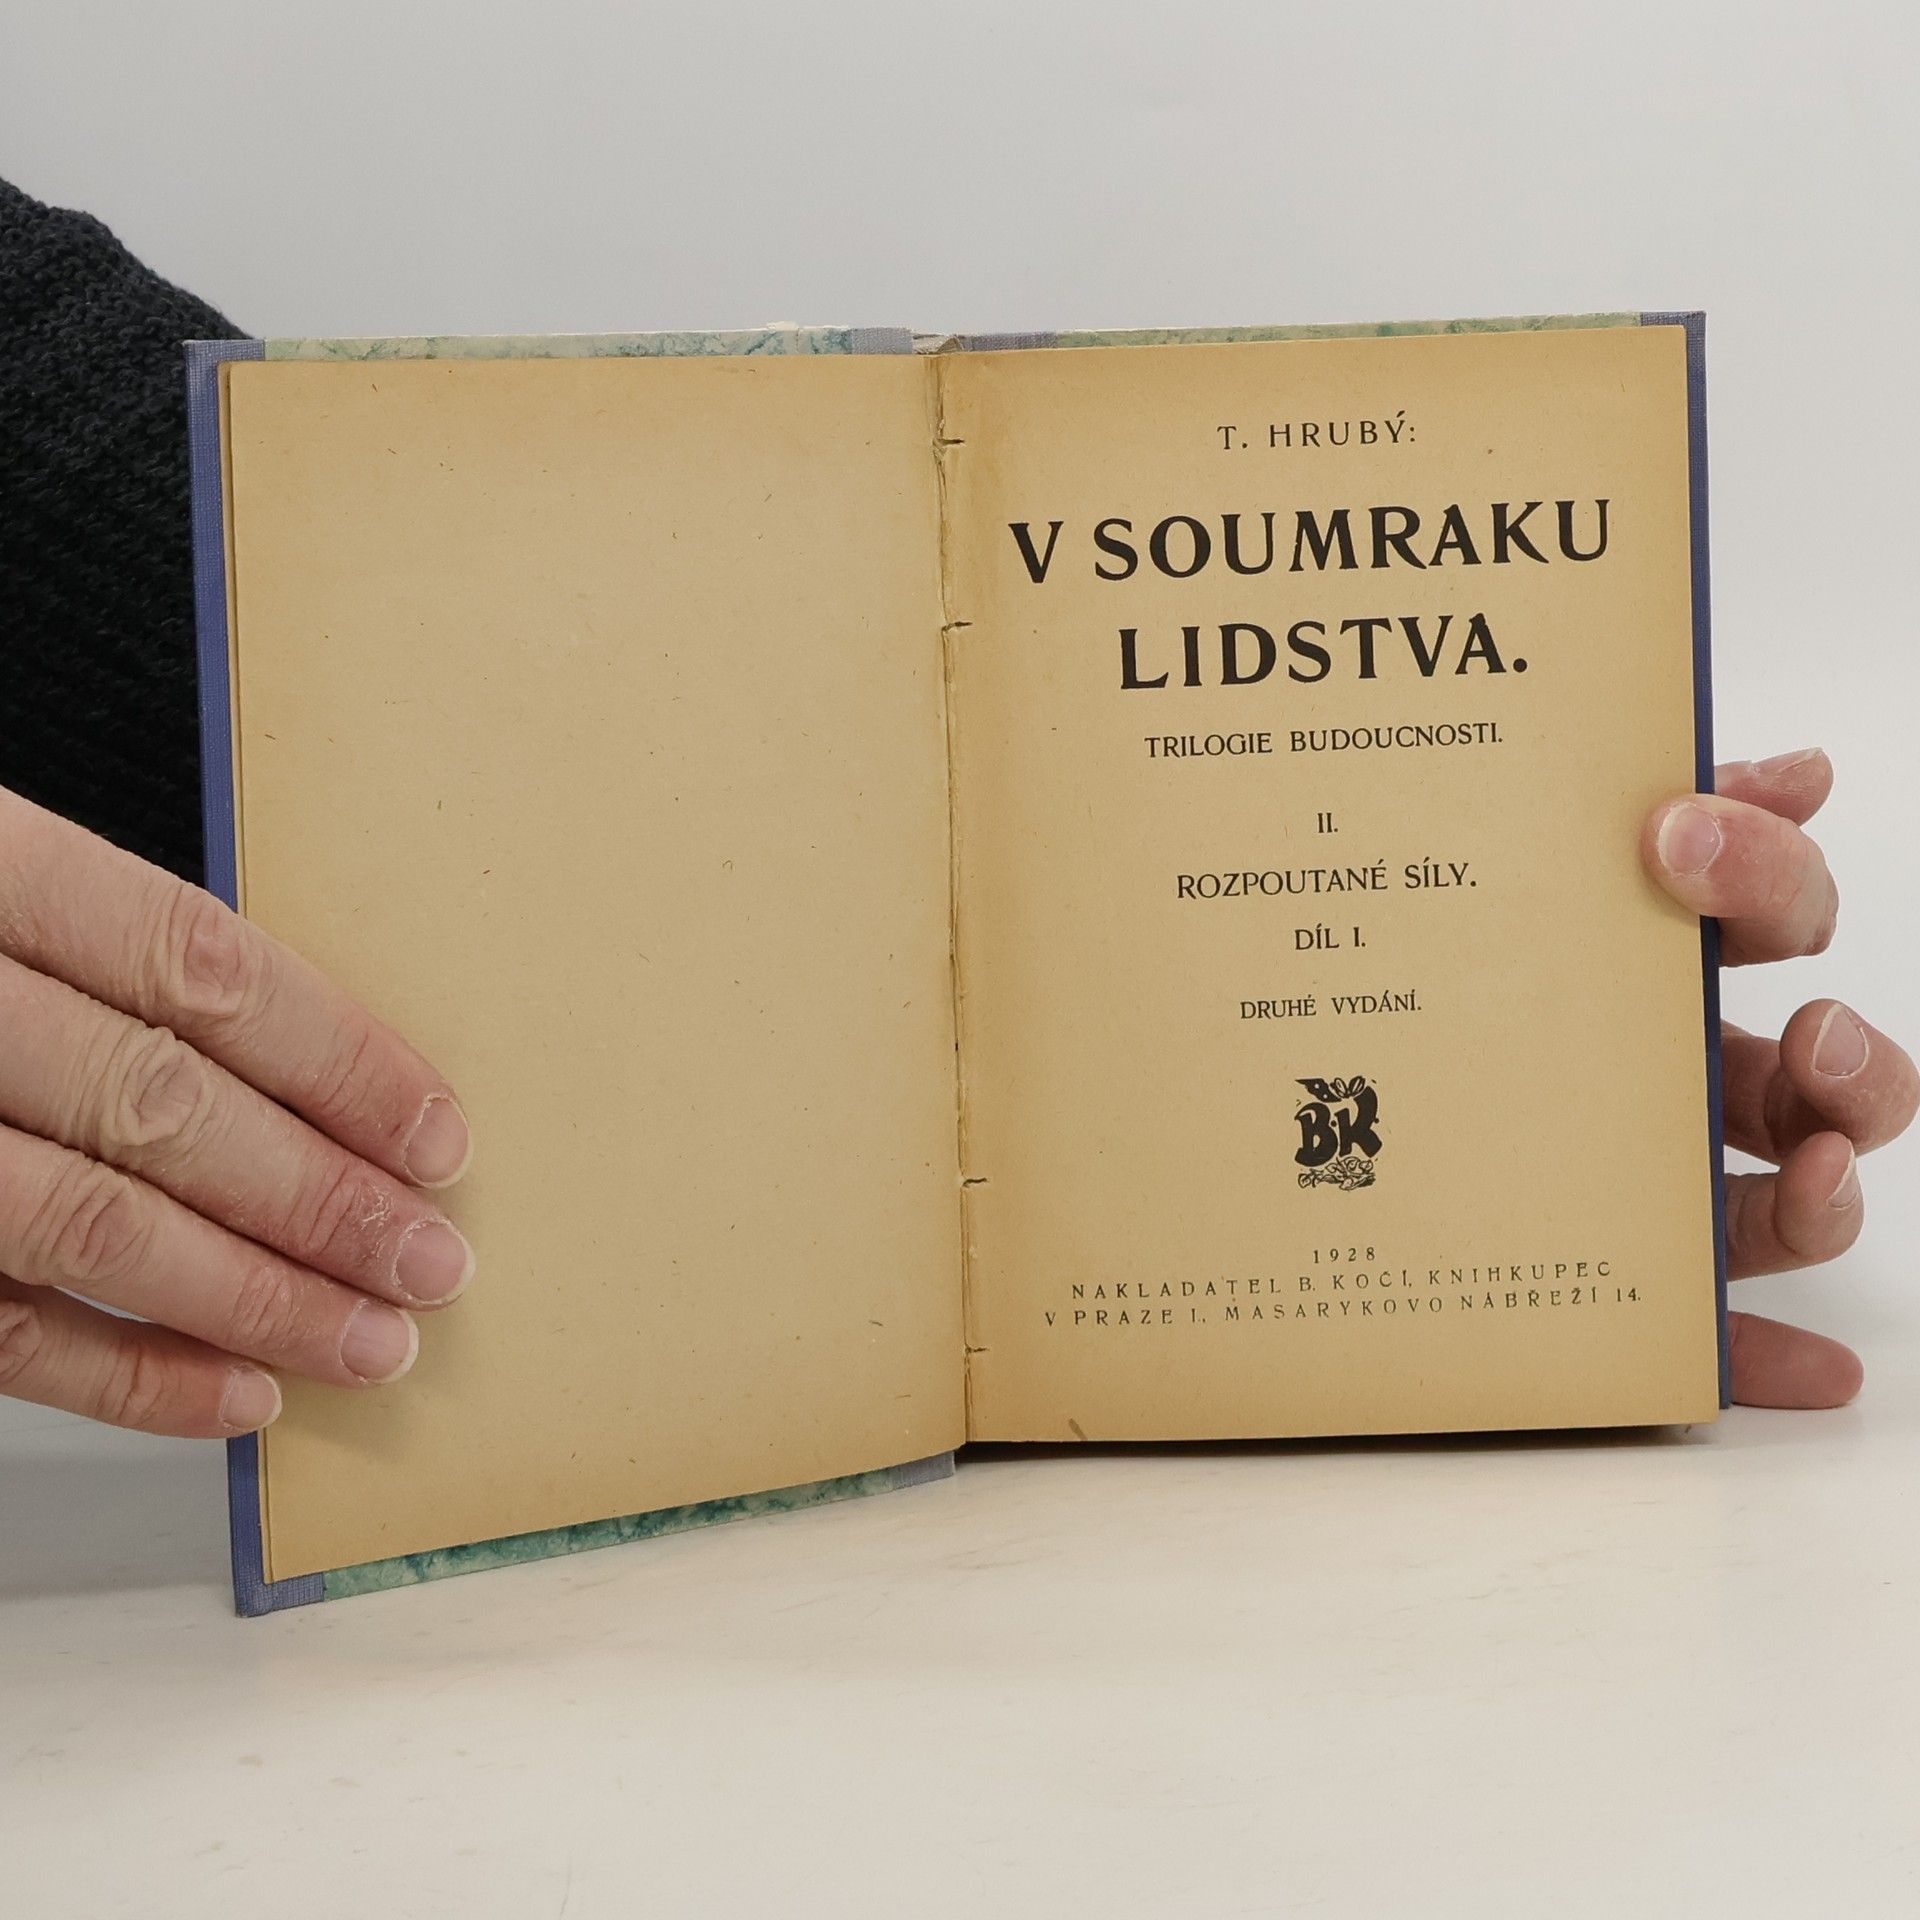 T. HRUBÝ:
V SOUMRAKU
LIDSTVA.
TRILOGIE BUDOUCNOSTI.
II.
ROZPOUTANÉ SÍLY.
DÍL I.
DRUHÉ VYDÁNÍ.
B.K.
1928
NAKLADATEL B. KOČÍ, KNIHKUPEC
V PRAZE I., MASARYKOVO NÁBŘEŽÍ 14.